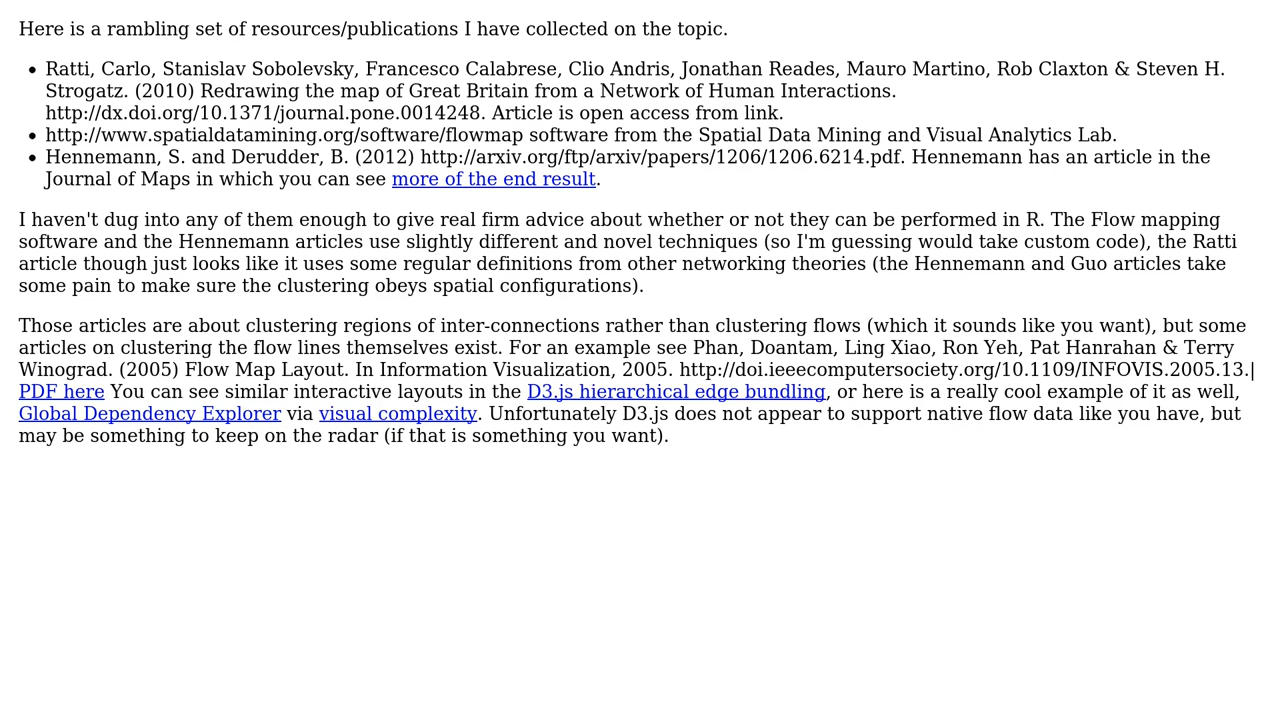 Here is a rambling set of resources/publications I have collected on the topic.
• Ratti, Carlo, Stanislav Sobolevsky, Francesco Calabrese, Clio Andris, Jonathan Reades, Mauro Martino, Rob Claxton & Steven H.
Strogatz. (2010) Redrawing the map of Great Britain from a Network of Human Interactions.
http://dx.doi.org/10.1371/journal.pone.0014248. Article is open access from link.
• http://www.spatialdatamining.org/software/flowmap software from the Spatial Data Mining and Visual Analytics Lab.
• Hennemann, S. and Derudder, B. (2012) http://arxiv.org/ftp/arxiv/papers/1206/1206.6214.pdf. Hennemann has an article in the
Journal of Maps in which you can see more of the end result.
I haven't dug into any of them enough to give real firm advice about whether or not they can be performed in R. The Flow mapping
software and the Hennemann articles use slightly different and novel techniques (so I'm guessing would take custom code), the Ratti
article though just looks like it uses some regular definitions from other networking theories (the Hennemann and Guo articles take
some pain to make sure the clustering obeys spatial configurations).
Those articles are about clustering regions of inter-connections rather than clustering flows (which it sounds like you want), but some
articles on clustering the flow lines themselves exist. For an example see Phan, Doantam, Ling Xiao, Ron Yeh, Pat Hanrahan & Terry
Winograd. (2005) Flow Map Layout. In Information Visualization, 2005. http://doi.ieeecomputersociety.org/10.1109/INFOVIS.2005.13.|
PDF here You can see similar interactive layouts in the D3.js hierarchical edge bundling, or here is a really cool example of it as well,
Global Dependency Explorer via visual complexity. Unfortunately D3.js does not appear to support native flow data like you have, but
may be something to keep on the radar (if that is something you want).